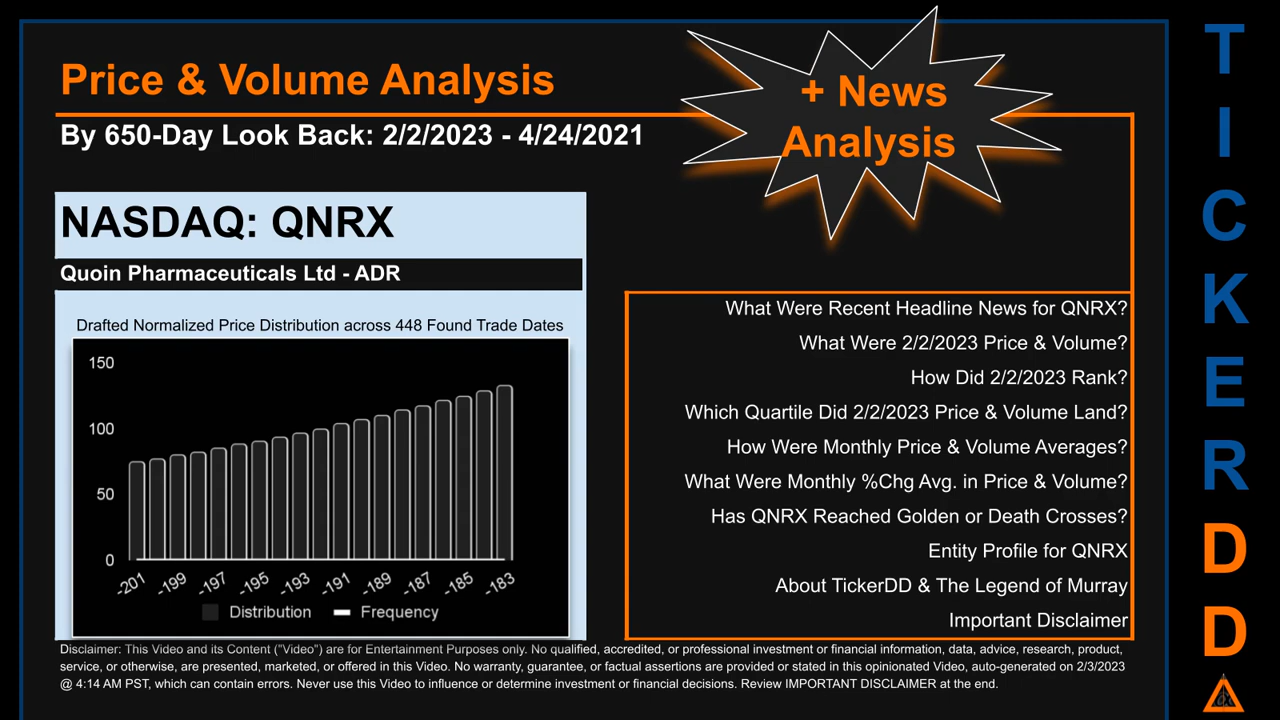 Price & Volume Analysis
+ News
Analysis
By 650-Day Look Back: 2/2/2023 - 4/24/2021
NASDAQ: QNRX
Quoin Pharmaceuticals Ltd - ADR
Drafted Normalized Price Distribution across 448 Found Trade Dates
150
100
50
0
-201 -199 -197 -195 -193 -191 -189 -187 -185 -183
Distribution Frequency
What Were Recent Headline News for QNRX?
What Were 2/2/2023 Price & Volume?
How Did 2/2/2023 Rank?
Which Quartile Did 2/2/2023 Price & Volume Land?
How Were Monthly Price & Volume Averages?
What Were Monthly %Chg Avg. in Price & Volume?
Has QNRX Reached Golden or Death Crosses?
Entity Profile for QNRX
About TickerDD & The Legend of Murray
Important Disclaimer
Disclaimer: This Video and its Content ("Video") are for Entertainment Purposes only. No qualified, accredited, or professional investment or financial information, data, advice, research, product,
service, or otherwise, are presented, marketed, or offered in this Video. No warranty, guarantee, or factual assertions are provided or stated in this opinionated Video, auto-generated on 2/3/2023
@ 4:14 AM PST, which can contain errors. Never use this Video to influence or determine investment or financial decisions. Review IMPORTANT DISCLAIMER at the end.
T
I
C
K
E
R
D
D